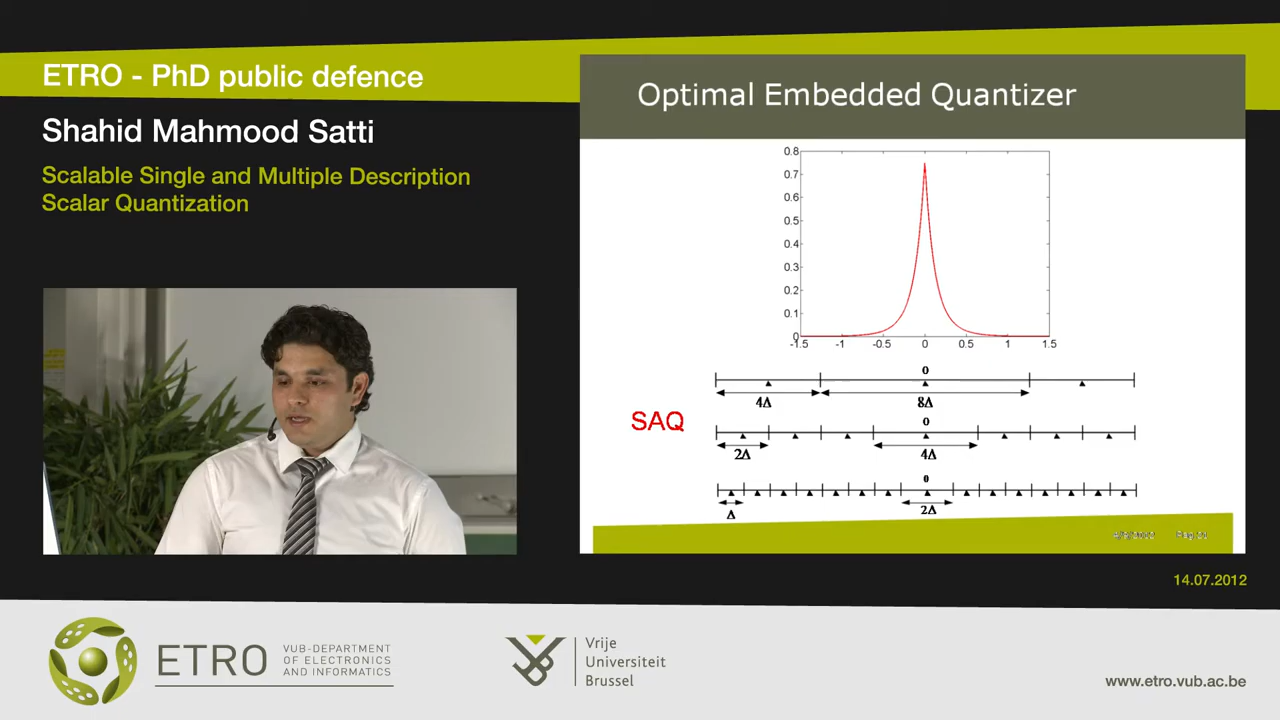 ETRO - PhD public defence
Shahid Mahmood Satti
Scalable Single and Multiple Description
Scalar Quantization
Optimal Embedded Quantizer
0.8
0.7
0.6
0.5
0.4
0.3
0.2
0.1
0
-1.5 -1 -0.5 0 0.5 1 1.5
0
4Δ 8Δ
SAQ
0
2Δ 4Δ
0
Δ 2Δ
14.07.2012
ETRO
VUB-DEPARTMENT
OF ELECTRONICS
AND INFORMATICS
Vrije
Universiteit
Brussel
www.etro.vub.ac.be